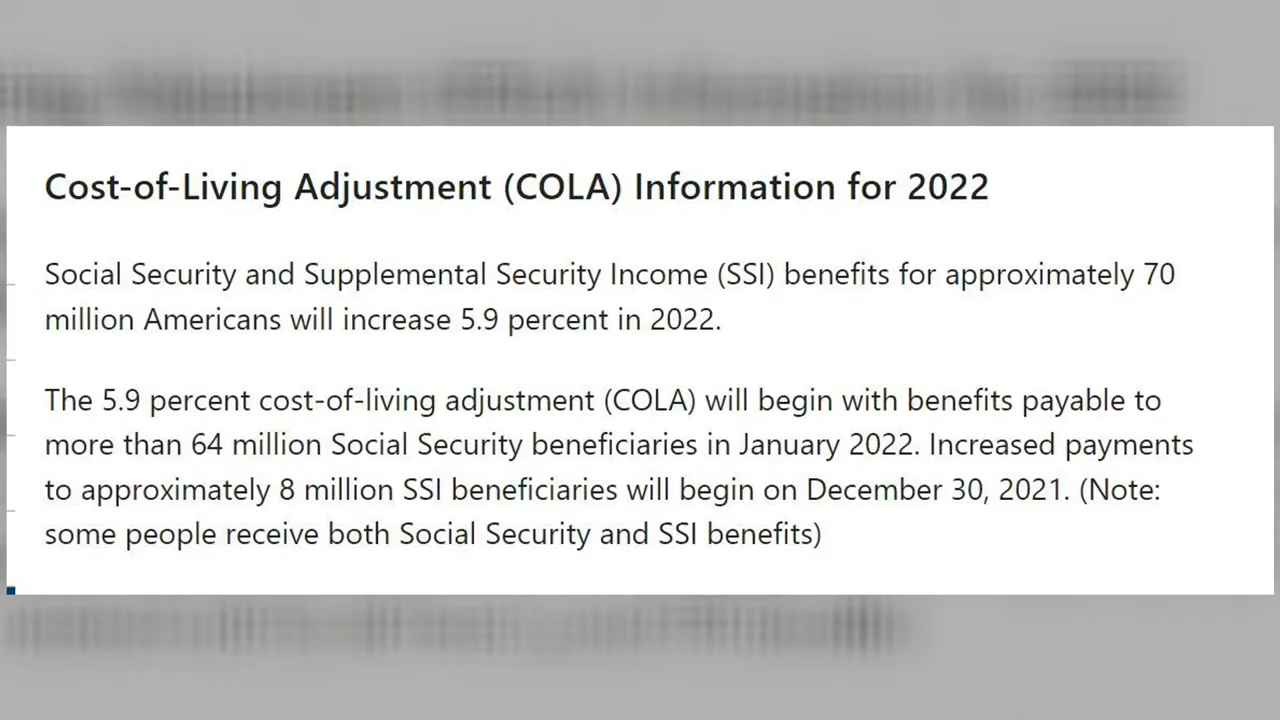 Cost-of-Living Adjustment (COLA) Information for 2022
Social Security and Supplemental Security Income (SSI) benefits for approximately 70
million Americans will increase 5.9 percent in 2022.
The 5.9 percent cost-of-living adjustment (COLA) will begin with benefits payable to
more than 64 million Social Security beneficiaries in January 2022. Increased payments
to approximately 8 million SSI beneficiaries will begin on December 30, 2021. (Note:
some people receive both Social Security and SSI benefits)